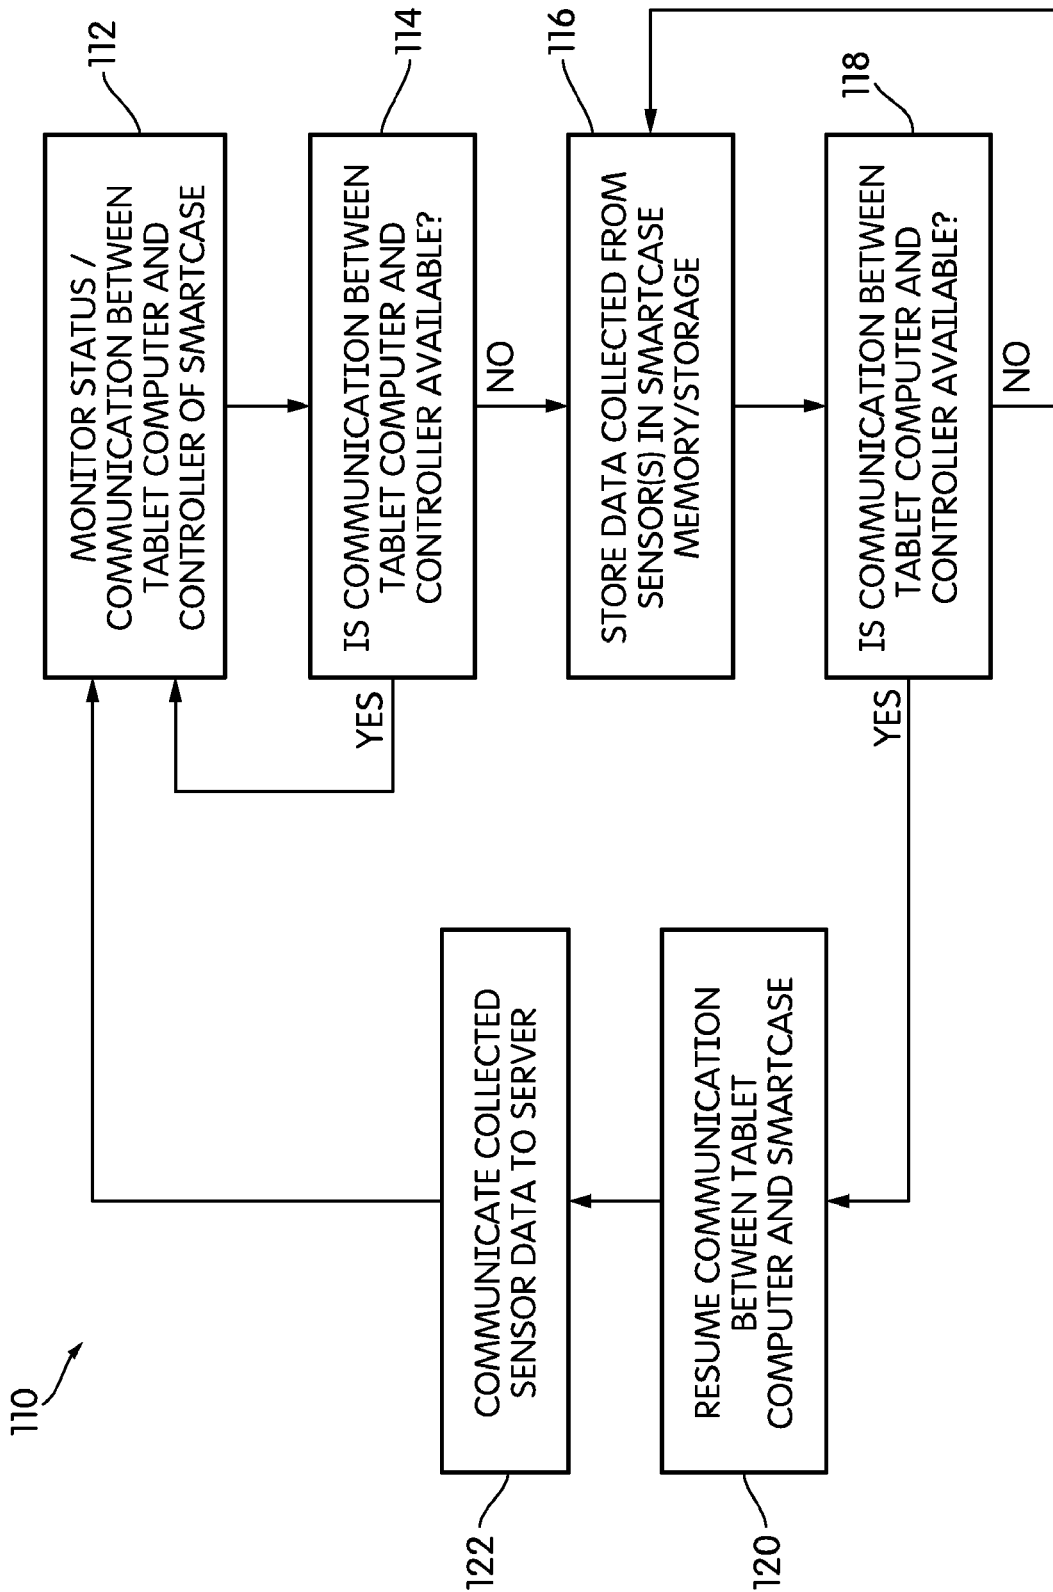 110
112
MONITOR STATUS /
COMMUNICATION BETWEEN
TABLET COMPUTER AND
CONTROLLER OF SMARTCASE
114
IS COMMUNICATION BETWEEN
TABLET COMPUTER AND
CONTROLLER AVAILABLE?
YES
NO
116
STORE DATA COLLECTED FROM
SENSOR(S) IN SMARTCASE
MEMORY/STORAGE
118
IS COMMUNICATION BETWEEN
TABLET COMPUTER AND
CONTROLLER AVAILABLE?
YES
NO
120
RESUME COMMUNICATION
BETWEEN TABLET
COMPUTER AND SMARTCASE
122
COMMUNICATE COLLECTED
SENSOR DATA TO SERVER